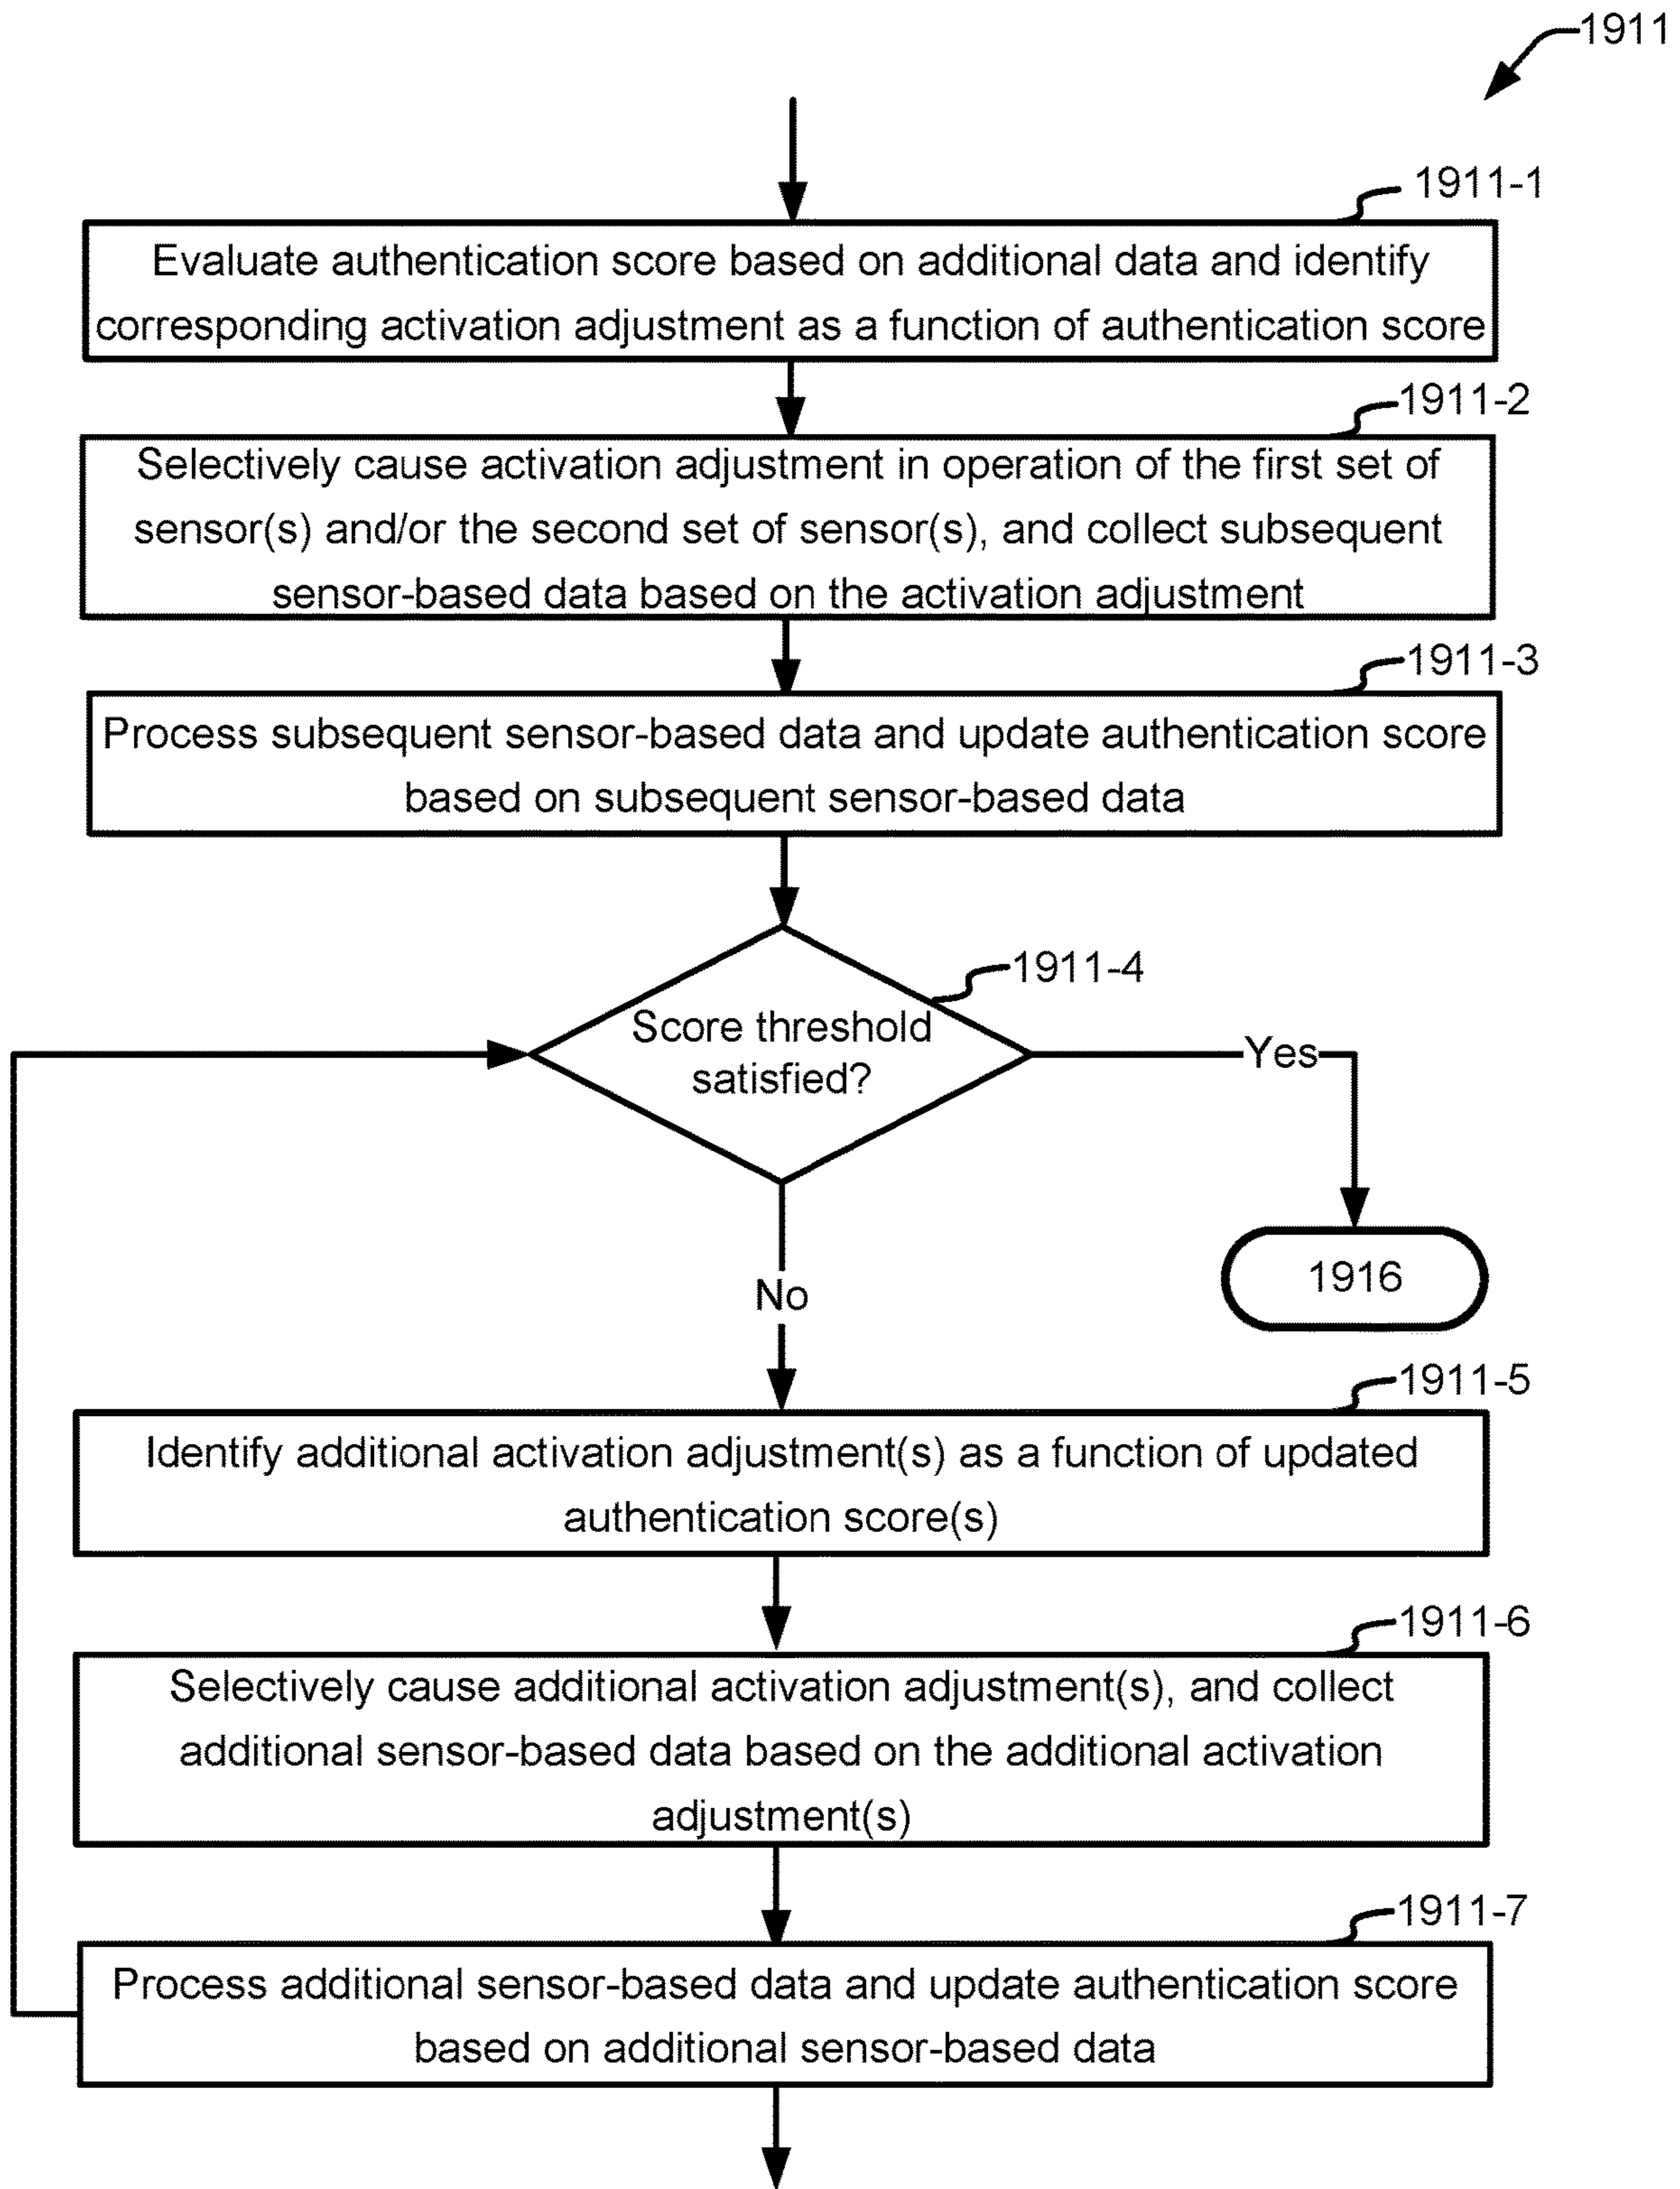 1911
1911-1
Evaluate authentication score based on additional data and identify
corresponding activation adjustment as a function of authentication score
1911-2
Selectively cause activation adjustment in operation of the first set of
sensor(s) and/or the second set of sensor(s), and collect subsequent
sensor-based data based on the activation adjustment
1911-3
Process subsequent sensor-based data and update authentication score
based on subsequent sensor-based data
1911-4
Score threshold
satisfied?
Yes
1916
No
1911-5
Identify additional activation adjustment(s) as a function of updated
authentication score(s)
1911-6
Selectively cause additional activation adjustment(s), and collect
additional sensor-based data based on the additional activation
adjustment(s)
1911-7
Process additional sensor-based data and update authentication score
based on additional sensor-based data